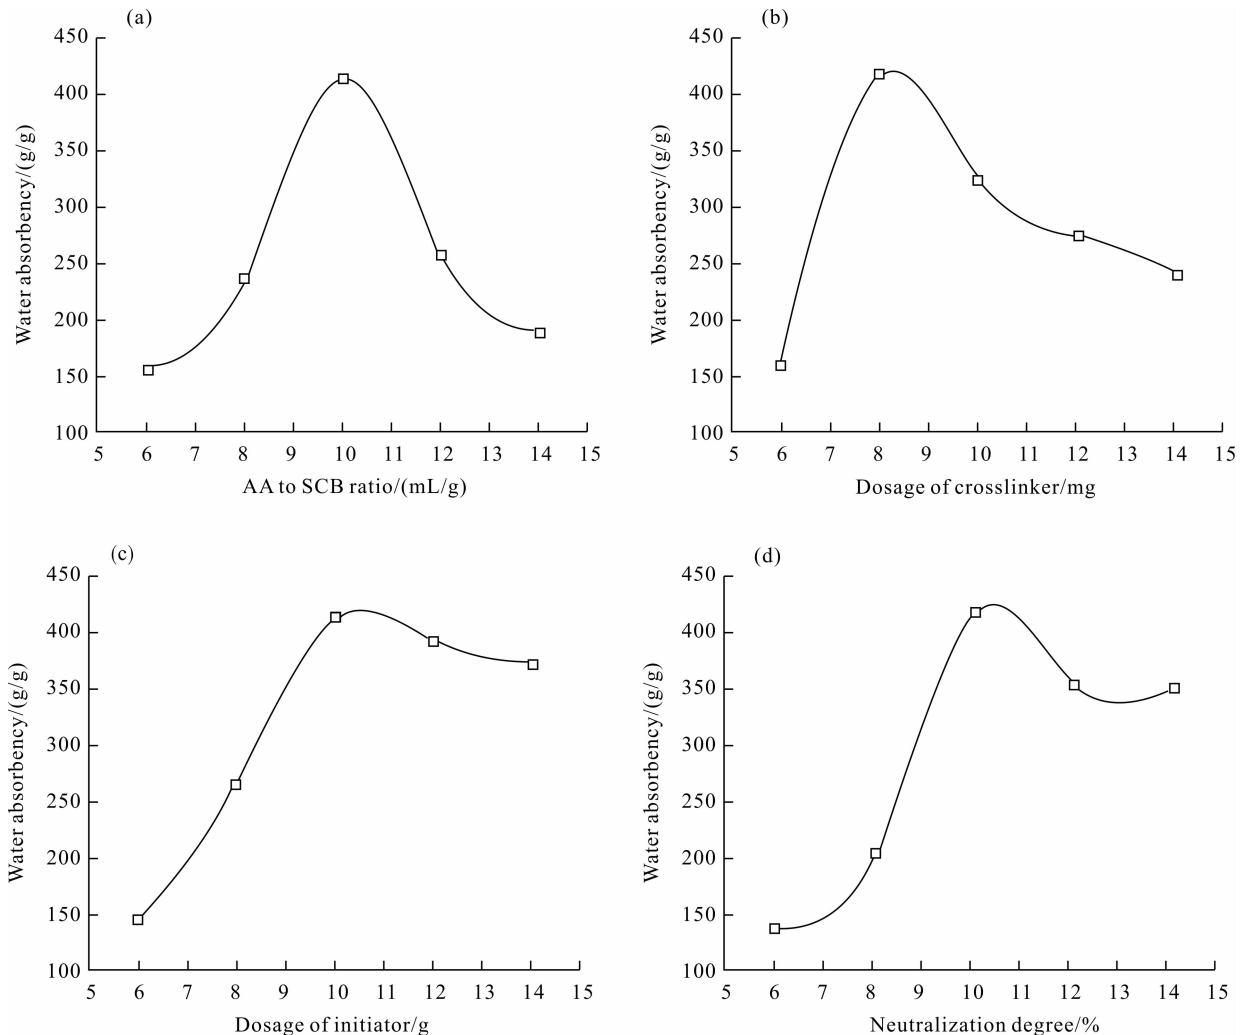 (a)
450
400
350
300
250
200
150
100
5 6 7 8 9 10 11 12 13 14 15
Water absorbency/(g/g)
AA to SCB ratio/(mL/g)
(b)
450
400
350
300
250
200
150
100
5 6 7 8 9 10 11 12 13 14 15
Water absorbency/(g/g)
Dosage of crosslinker/mg
(c)
450
400
350
300
250
200
150
100
5 6 7 8 9 10 11 12 13 14 15
Water absorbency/(g/g)
Dosage of initiator/g
(d)
450
400
350
300
250
200
150
100
5 6 7 8 9 10 11 12 13 14 15
Water absorbency/(g/g)
Neutralization degree/%